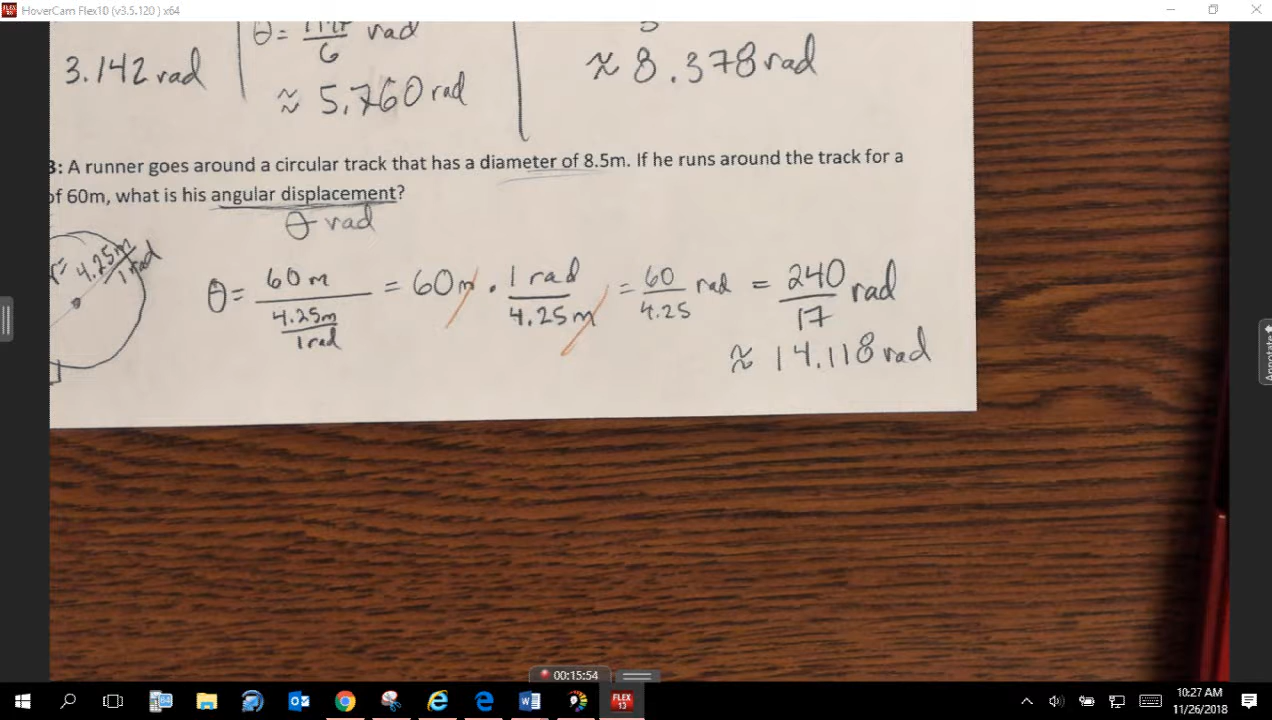 HoverCam Flex10 (v3.5.120) x64
θ = 6 rad
3.142 rad
≈ 5.760 rad
≈ 8.378 rad
3: A runner goes around a circular track that has a diameter of 8.5m. If he runs around the track for a
of 60m, what is his angular displacement?
θ rad
r = 4.25m / 1 rad
θ = 60 m / (4.25m / 1 rad) = 60m · 1 rad / 4.25m = 60 / 4.25 rad = 240 / 17 rad
≈ 14.118 rad
Annotate
00:15:54
FLEX
10:27 AM
11/26/2018